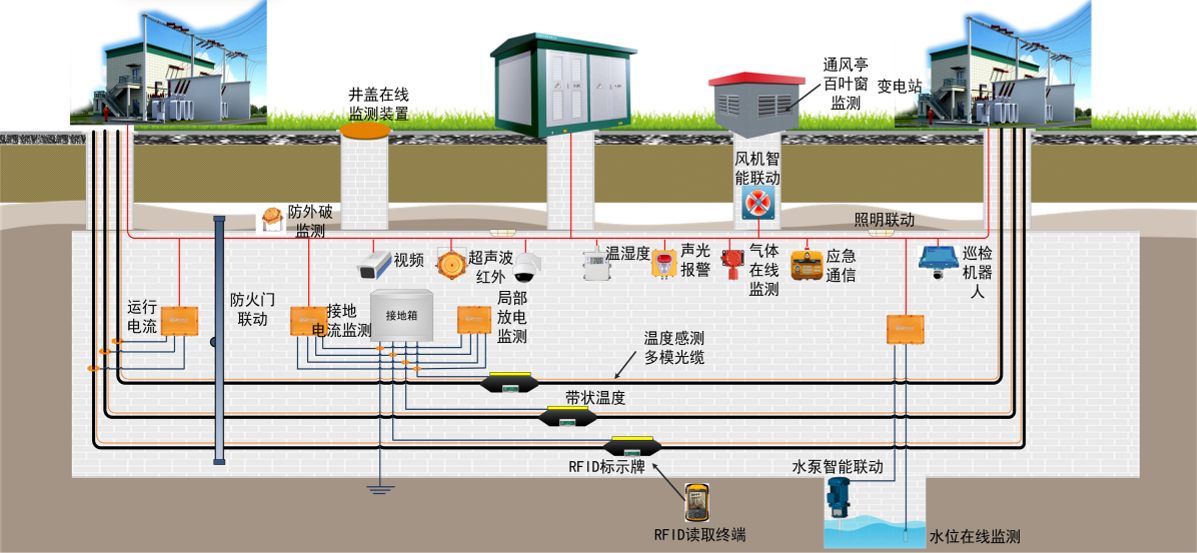 井盖在线
监测装置
通风亭
百叶窗
监测
变电站
风机智
能联动
防外破
监测
照明联动
视频
超声波
红外
温湿度
声光
报警
气体
在线
监测
应急
通信
巡检
机器
人
运行
电流
防火门
联动
接地
电流监测
接地箱
局部
放电
监测
温度感测
多模光缆
带状温度
RFID标示牌
水泵智能联动
RFID读取终端
水位在线监测